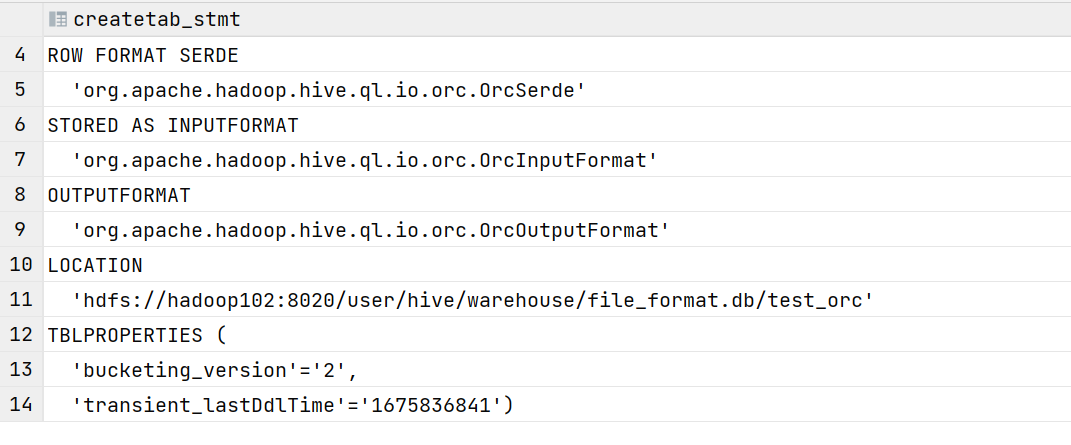 createtab_stmt
4 ROW FORMAT SERDE
5   'org.apache.hadoop.hive.ql.io.orc.OrcSerde'
6 STORED AS INPUTFORMAT
7   'org.apache.hadoop.hive.ql.io.orc.OrcInputFormat'
8 OUTPUTFORMAT
9   'org.apache.hadoop.hive.ql.io.orc.OrcOutputFormat'
10 LOCATION
11   'hdfs://hadoop102:8020/user/hive/warehouse/file_format.db/test_orc'
12 TBLPROPERTIES (
13   'bucketing_version'='2',
14   'transient_lastDdlTime'='1675836841')